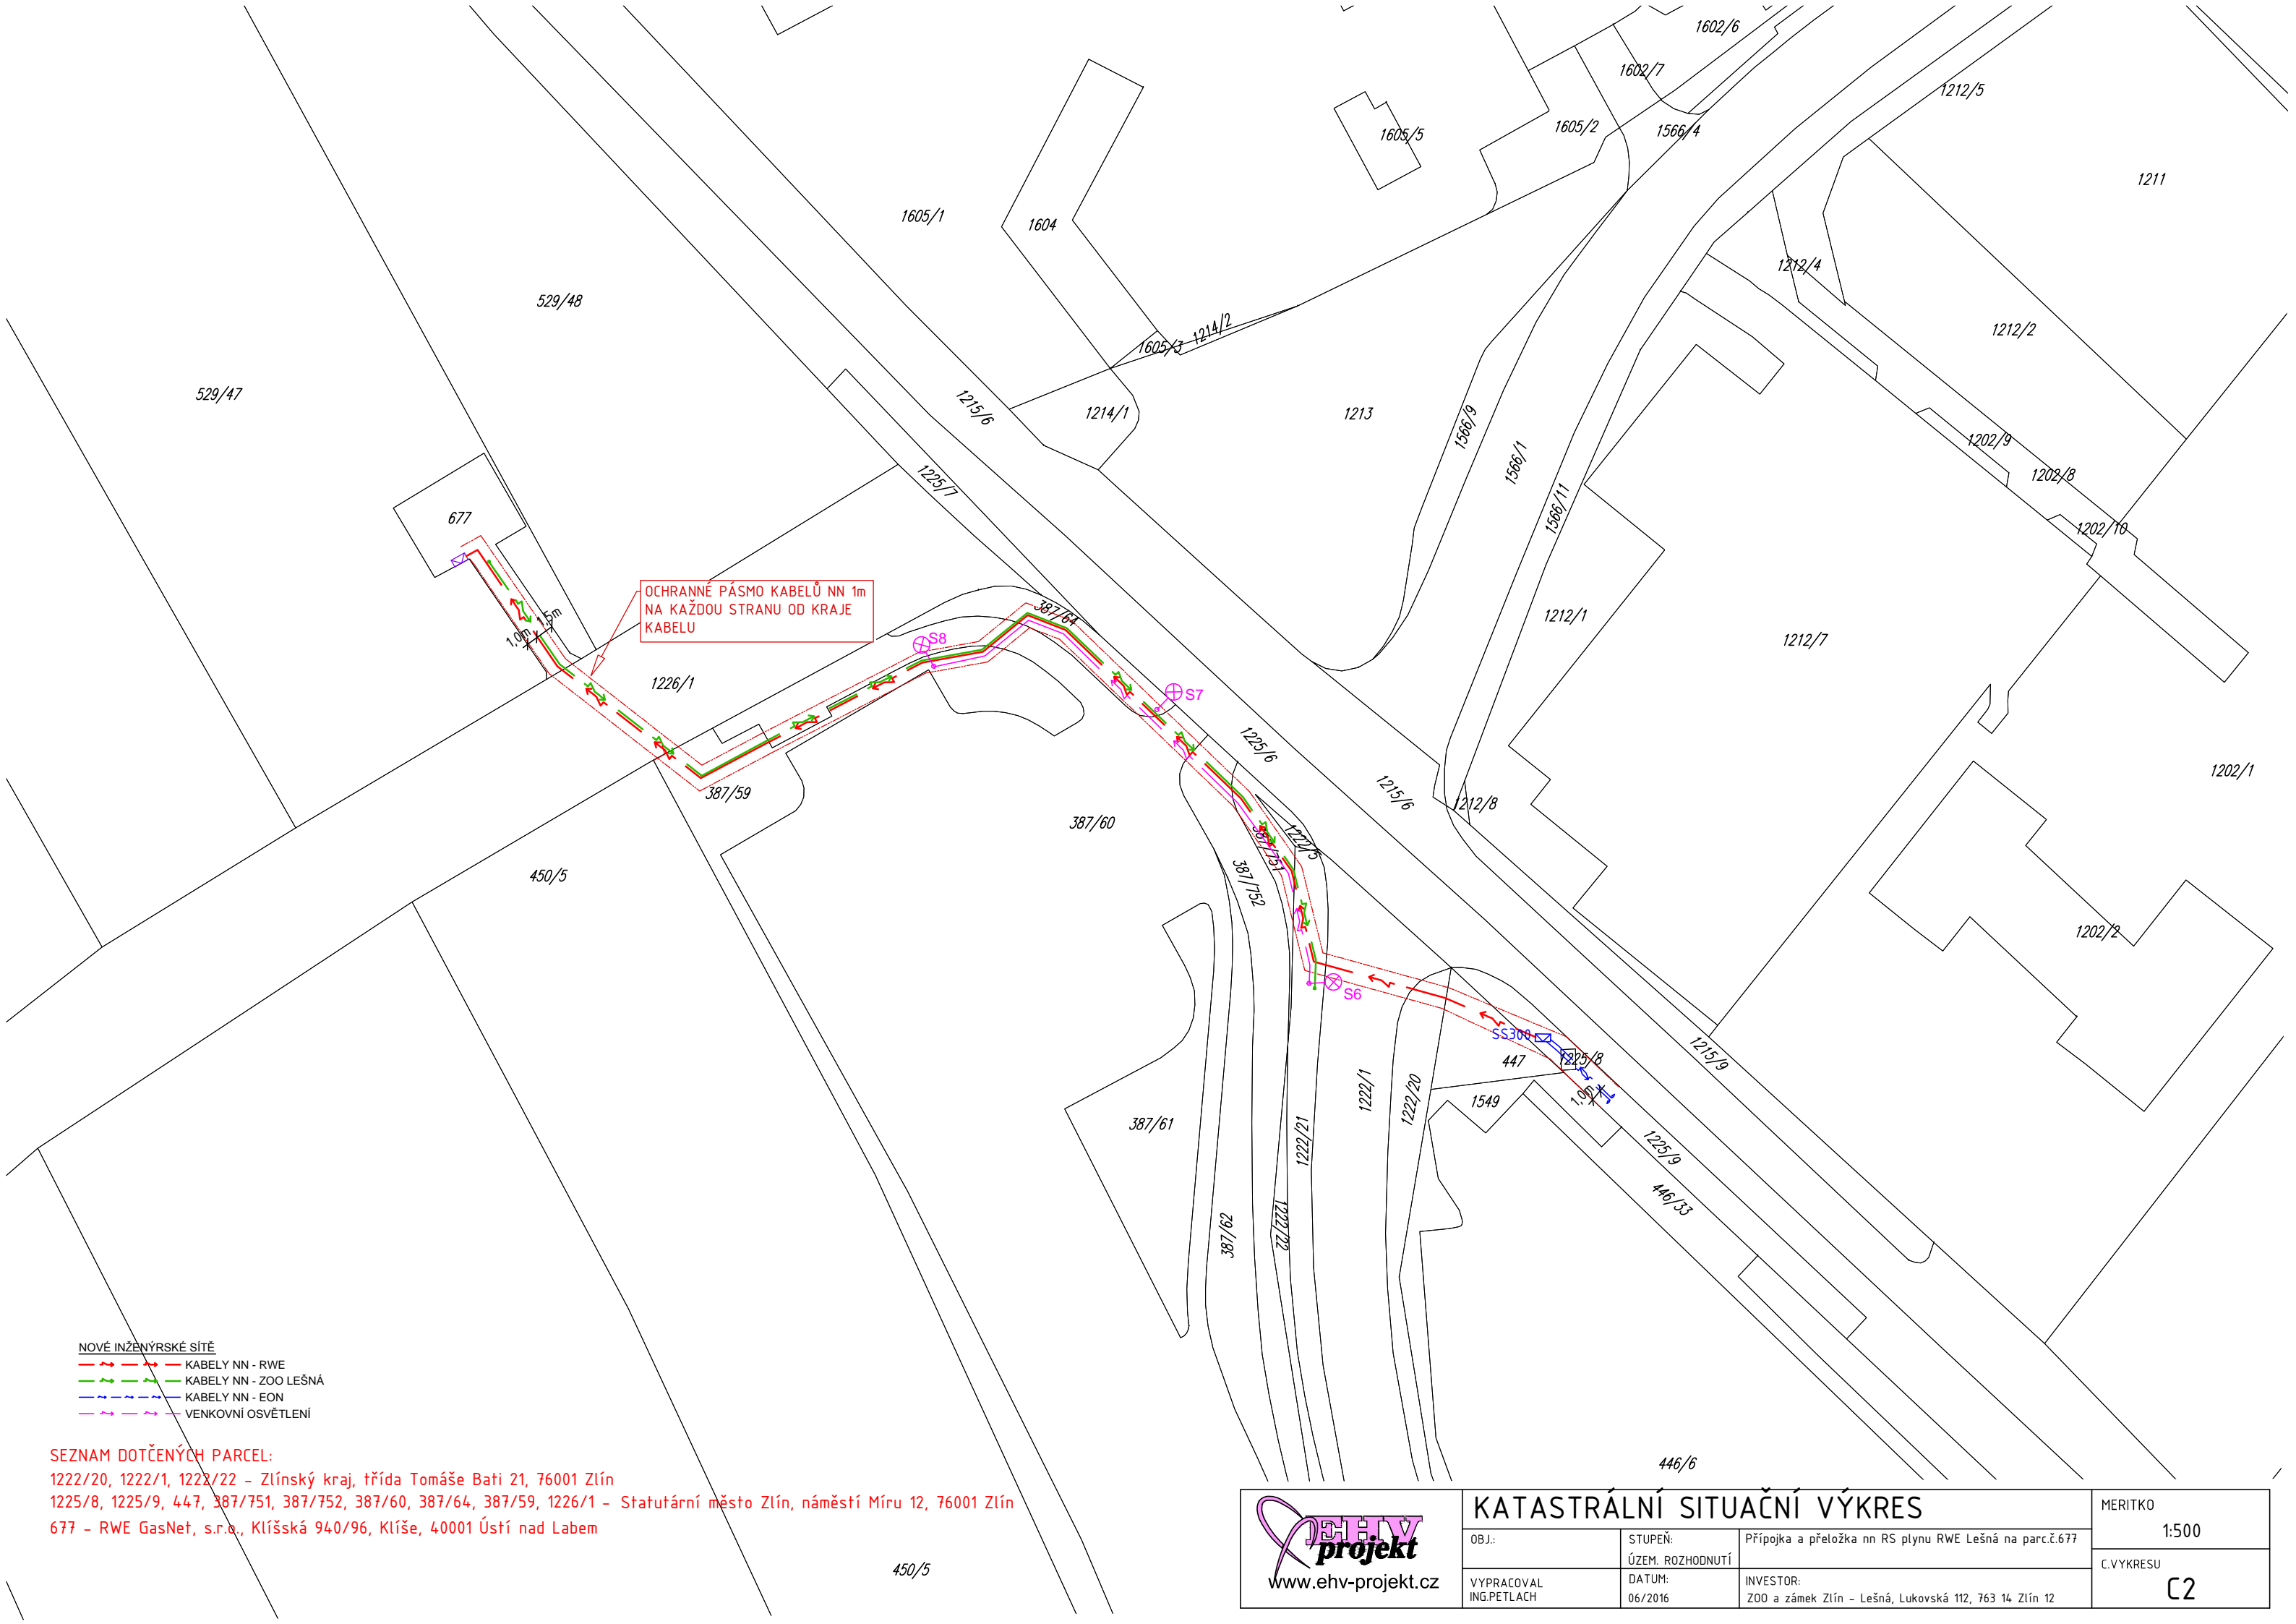 1602/6
1602/7
1212/5
1605/5
1605/2
1566/4
1211
1605/1
1604
1212/4
529/48
1214/2
1212/2
1605/3
529/47
1215/6
1214/1
1213
1566/9
1566/1
1202/9
1225/7
1202/8
1566/11
677
1202/10
OCHRANNÉ PÁSMO KABELŮ NN 1m
NA KAŽDOU STRANU OD KRAJE
KABELU
1,0m
1,5m
387/64
1212/1
S8
1212/7
1226/1
S7
1225/6
1202/1
387/59
1215/6
1212/8
387/60
1222/5
387/751
450/5
387/752
1202/2
S6
SS300
447
1225/8
1215/9
1,0m
1222/1
1222/20
1549
387/61
1222/21
1225/9
446/33
387/62
1222/22
NOVÉ INŽENÝRSKÉ SÍTĚ
KABELY NN - RWE
KABELY NN - ZOO LEŠNÁ
KABELY NN - EON
VENKOVNÍ OSVĚTLENÍ
SEZNAM DOTČENÝCH PARCEL:
1222/20, 1222/1, 1222/22 - Zlínský kraj, třída Tomáše Bati 21, 76001 Zlín
1225/8, 1225/9, 447, 387/751, 387/752, 387/60, 387/64, 387/59, 1226/1 - Statutární město Zlín, náměstí Míru 12, 76001 Zlín
677 - RWE GasNet, s.r.o., Klíšská 940/96, Klíše, 40001 Ústí nad Labem
446/6
450/5
EHV
projekt
www.ehv-projekt.cz
KATASTRÁLNÍ SITUAČNÍ VÝKRES
MERITKO
1:500
OBJ.:
STUPEŇ:
ÚZEM. ROZHODNUTÍ
Přípojka a přeložka nn RS plynu RWE Lešná na parc.č.677
VYPRACOVAL
ING.PETLACH
DATUM:
06/2016
INVESTOR:
ZOO a zámek Zlín - Lešná, Lukovská 112, 763 14 Zlín 12
C.VYKRESU
C2